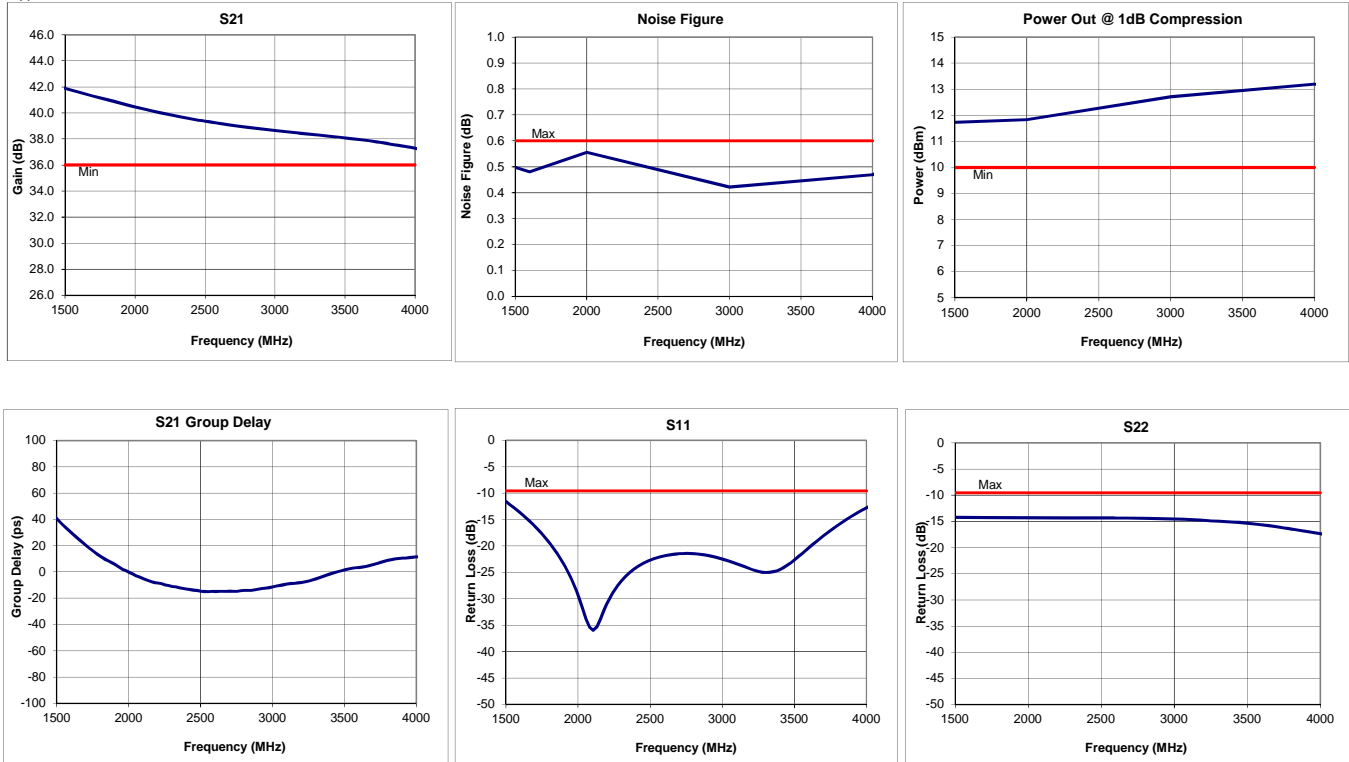 S21
46.0
44.0
42.0
40.0
38.0
36.0
34.0
32.0
30.0
28.0
26.0
Gain (dB)
Min
1500 2000 2500 3000 3500 4000
Frequency (MHz)
Noise Figure
1.0
0.9
0.8
0.7
0.6
0.5
0.4
0.3
0.2
0.1
0.0
Noise Figure (dB)
Max
1500 2000 2500 3000 3500 4000
Frequency (MHz)
Power Out @ 1dB Compression
15
14
13
12
11
10
9
8
7
6
5
Power (dBm)
Min
1500 2000 2500 3000 3500 4000
Frequency (MHz)
S21 Group Delay
100
80
60
40
20
0
-20
-40
-60
-80
-100
Group Delay (ps)
1500 2000 2500 3000 3500 4000
Frequency (MHz)
S11
0
-5
-10
-15
-20
-25
-30
-35
-40
-45
-50
Return Loss (dB)
Max
1500 2000 2500 3000 3500 4000
Frequency (MHz)
S22
0
-5
-10
-15
-20
-25
-30
-35
-40
-45
-50
Return Loss (dB)
Max
1500 2000 2500 3000 3500 4000
Frequency (MHz)